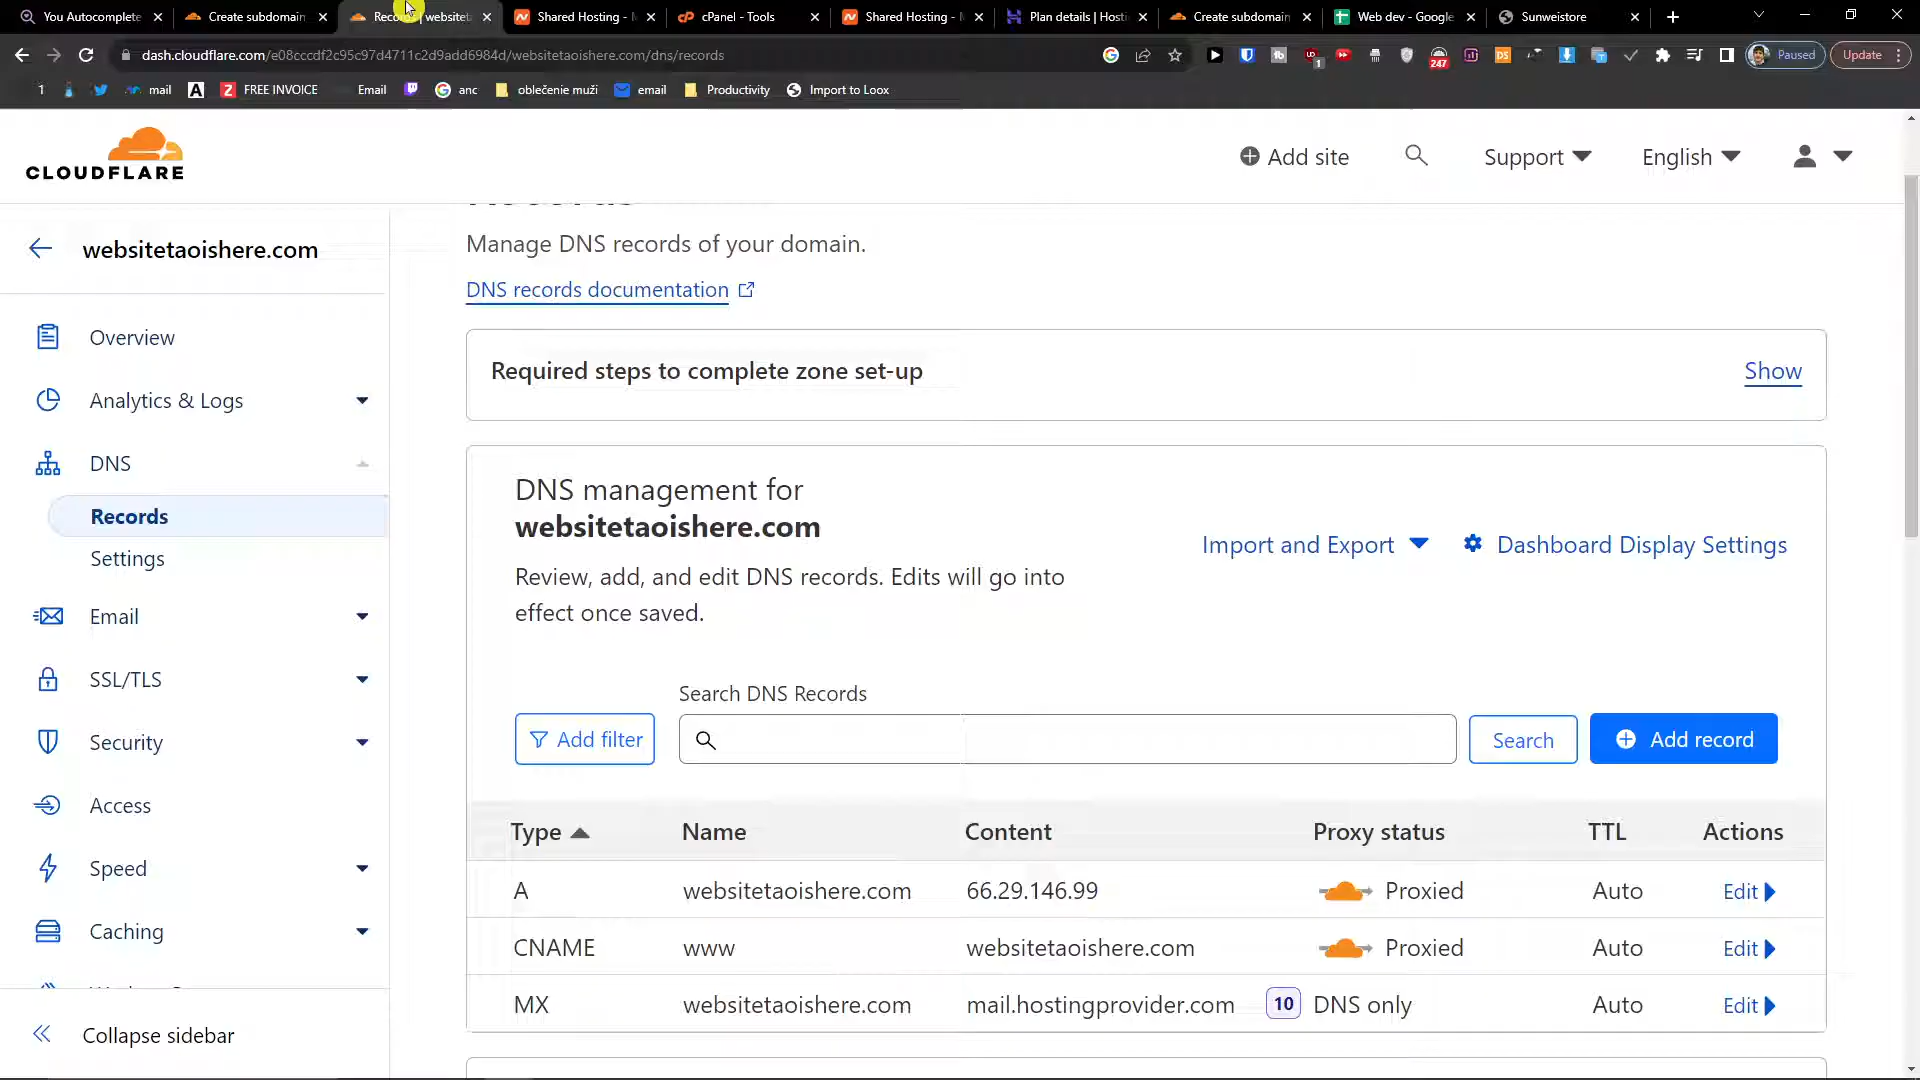 You Autocomplete
Create subdomain
Records | websiteta
Shared Hosting -
cPanel - Tools
Shared Hosting -
Plan details | Hosti
Create subdomain
Web dev - Google
Sunweistore
dash.cloudflare.com/e08cccdf2c95c97d4711c2d9add6984d/websitetaoishere.com/dns/records
1
247
DS
Paused
Update
1
mail
A
Z FREE INVOICE
Email
anc
oblečenie muži
email
Productivity
Import to Loox
CLOUDFLARE
Add site
Support
English
websitetaoishere.com
Records
Manage DNS records of your domain.
DNS records documentation
Overview
Required steps to complete zone set-up
Show
Analytics & Logs
DNS
Records
Settings
Email
SSL/TLS
Security
Access
Speed
Caching
Collapse sidebar
DNS management for
websitetaoishere.com
Review, add, and edit DNS records. Edits will go into
effect once saved.
Import and Export
Dashboard Display Settings
Search DNS Records
Add filter
Search
Add record
Type Name Content Proxy status TTL Actions
A websitetaoishere.com 66.29.146.99 Proxied Auto Edit
CNAME www websitetaoishere.com Proxied Auto Edit
MX websitetaoishere.com mail.hostingprovider.com 10 DNS only Auto Edit